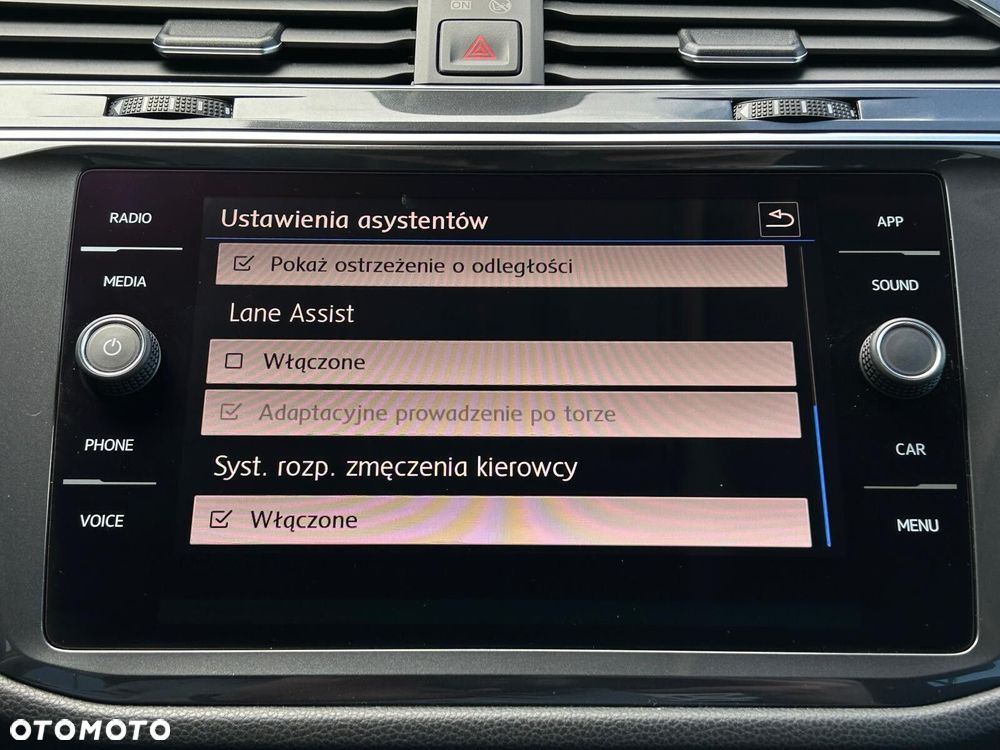 ON
RADIO
MEDIA
PHONE
VOICE
Ustawienia asystentów
Pokaż ostrzeżenie o odległości
Lane Assist
Włączone
Adaptacyjne prowadzenie po torze
Syst. rozp. zmęczenia kierowcy
Włączone
APP
SOUND
CAR
MENU
OTOMOTO